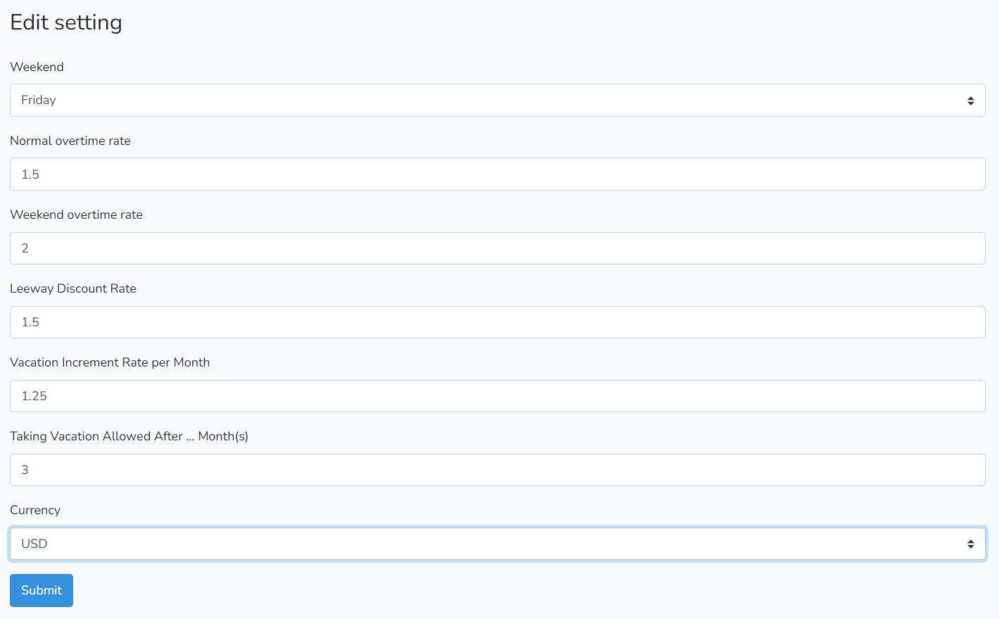 Edit setting
Weekend
Friday
Normal overtime rate
1.5
Weekend overtime rate
2
Leeway Discount Rate
1.5
Vacation Increment Rate per Month
1.25
Taking Vacation Allowed After ... Month(s)
3
Currency
USD
Submit